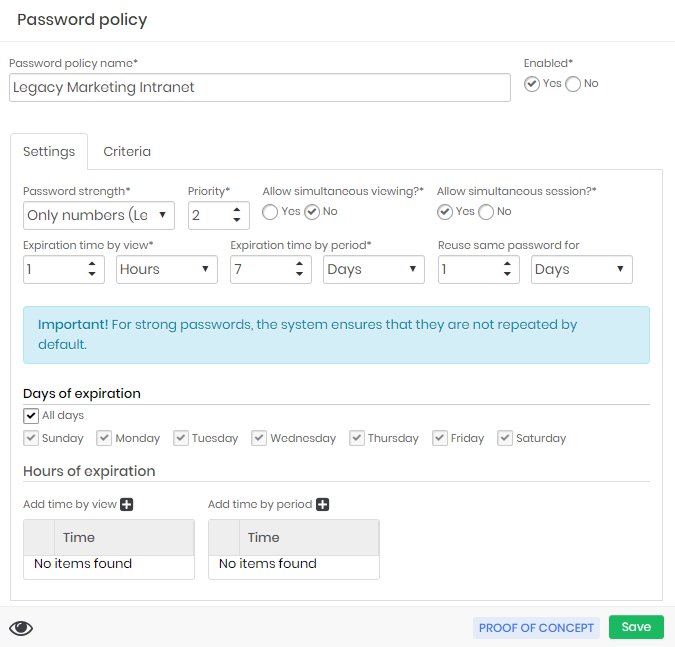 Password policy
Password policy name* Enabled*
Legacy Marketing Intranet Yes No
Settings Criteria
Password strength* Priority* Allow simultaneous viewing?* Allow simultaneous session?*
Only numbers (Le 2 Yes No Yes No
Expiration time by view* Expiration time by period* Reuse same password for
1 Hours 7 Days 1 Days
Important! For strong passwords, the system ensures that they are not repeated by
default.
Days of expiration
All days
Sunday Monday Tuesday Wednesday Thursday Friday Saturday
Hours of expiration
Add time by view Add time by period
Time Time
No items found No items found
PROOF OF CONCEPT Save